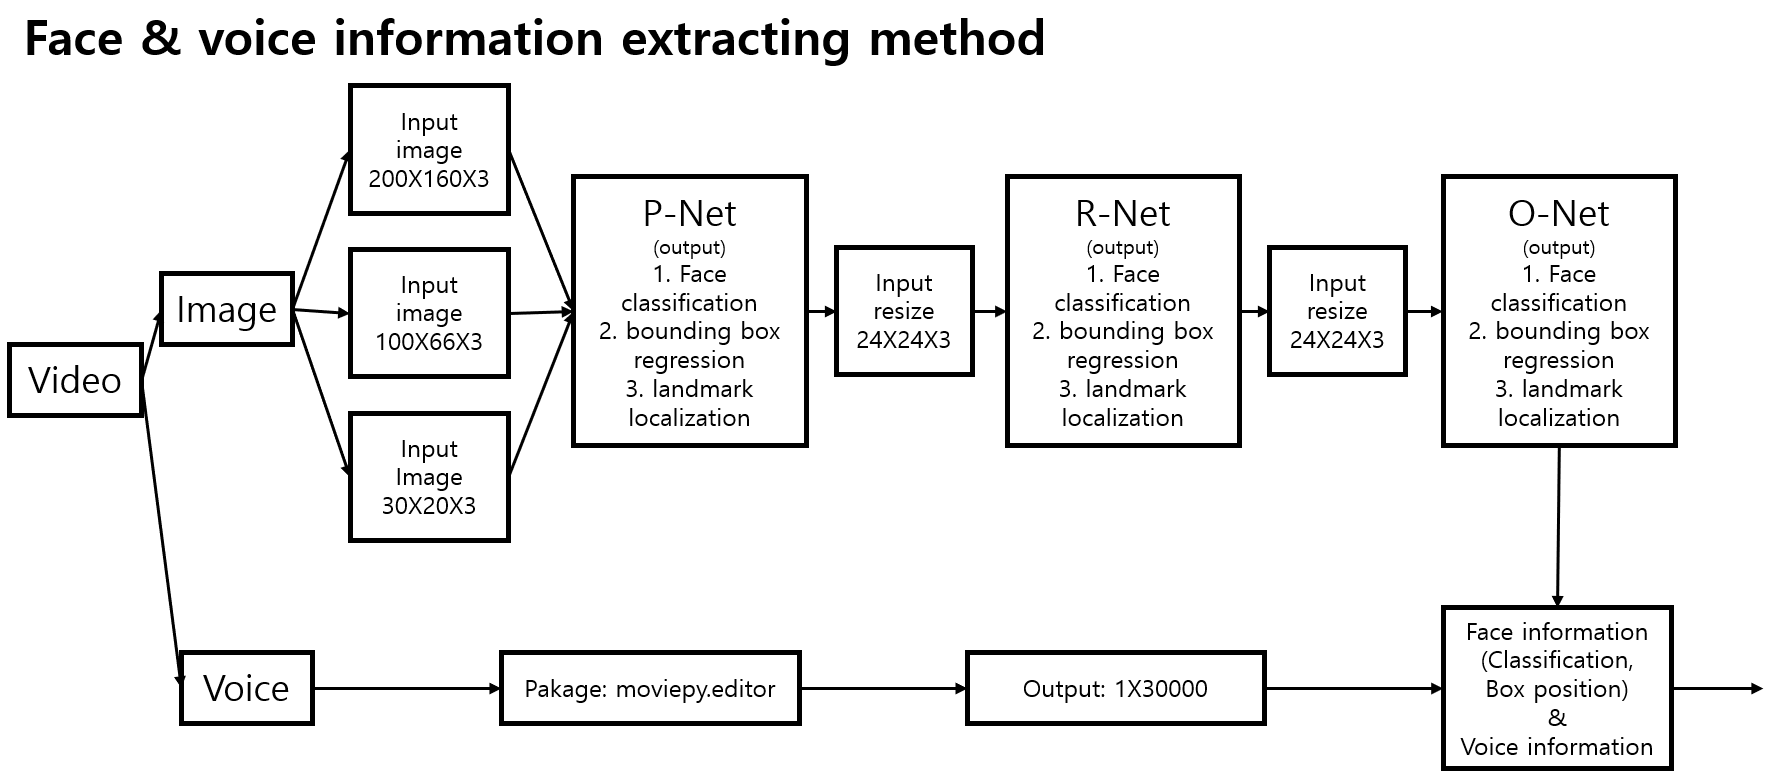 Face & voice information extracting method
Video
Image
Input
image
200X160X3
Input
image
100X66X3
Input
Image
30X20X3
P-Net
(output)
1. Face
classification
2. bounding box
regression
3. landmark
localization
Input
resize
24X24X3
R-Net
(output)
1. Face
classification
2. bounding box
regression
3. landmark
localization
Input
resize
24X24X3
O-Net
(output)
1. Face
classification
2. bounding box
regression
3. landmark
localization
Voice
Pakage: moviepy.editor
Output: 1X30000
Face information
(Classification,
Box position)
&
Voice information